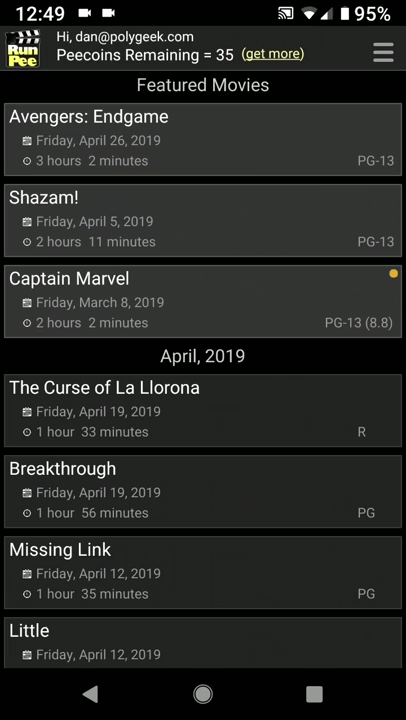 12:49
95%
Run
Pee
Hi, dan@polygeek.com
Peecoins Remaining = 35 (get more)
Featured Movies
Avengers: Endgame
Friday, April 26, 2019
3 hours 2 minutes PG-13
Shazam!
Friday, April 5, 2019
2 hours 11 minutes PG-13
Captain Marvel
Friday, March 8, 2019
2 hours 2 minutes PG-13 (8.8)
April, 2019
The Curse of La Llorona
Friday, April 19, 2019
1 hour 33 minutes R
Breakthrough
Friday, April 19, 2019
1 hour 56 minutes PG
Missing Link
Friday, April 12, 2019
1 hour 35 minutes PG
Little
Friday, April 12, 2019